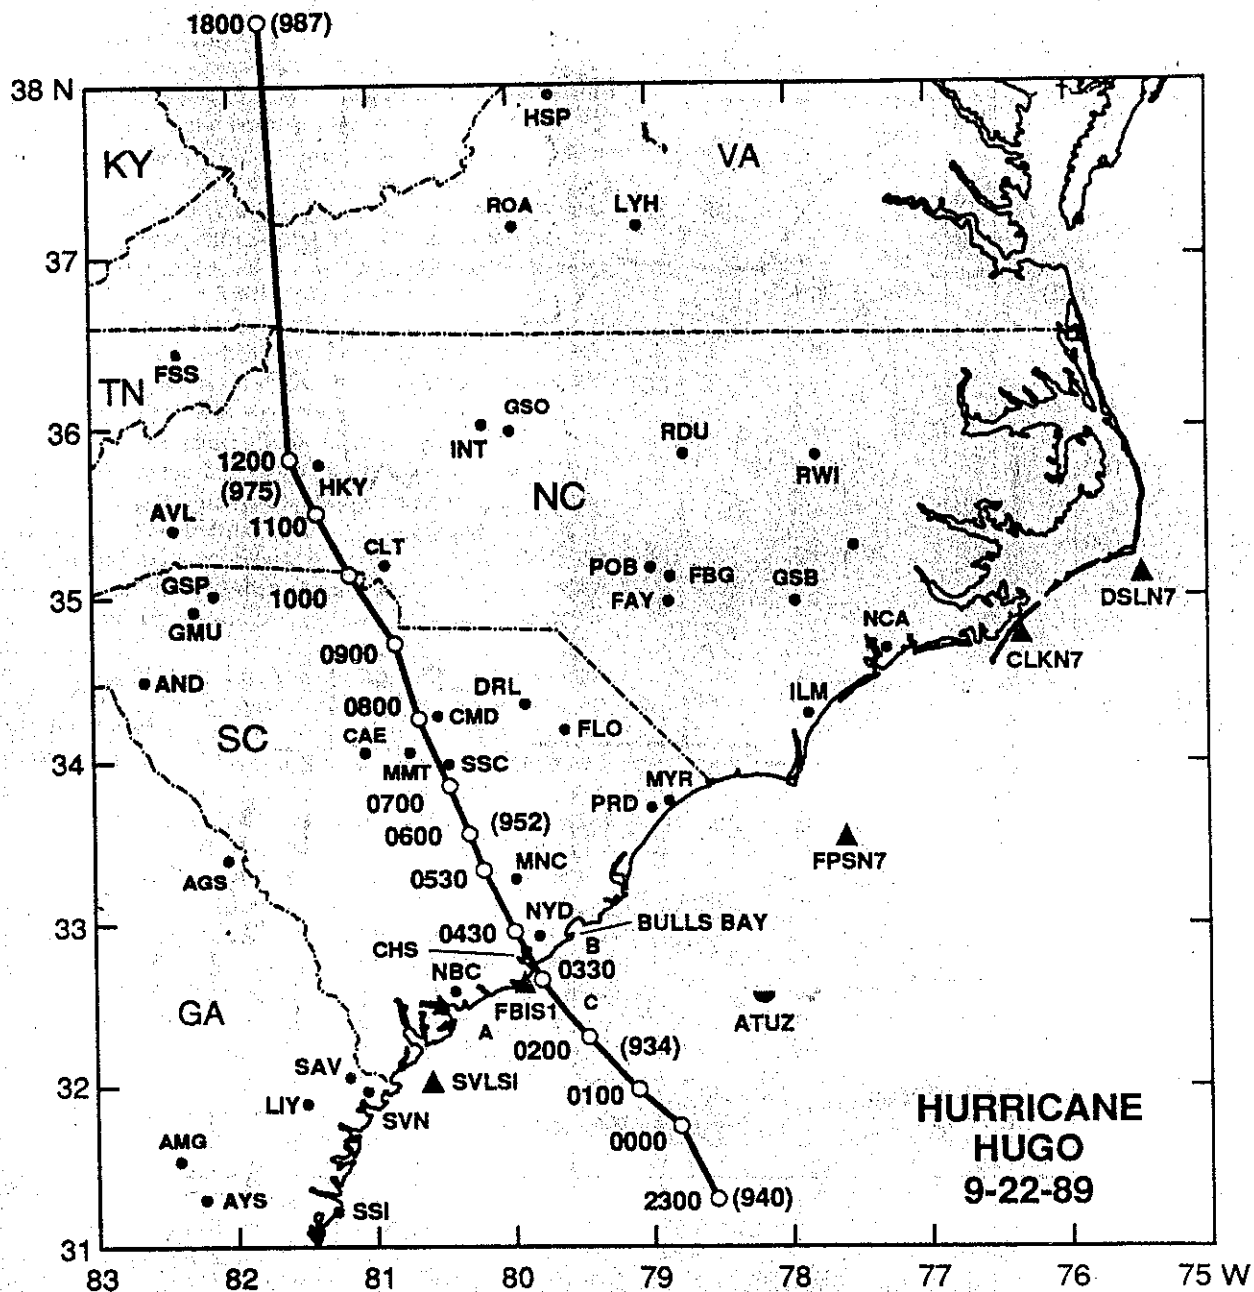 1800 (987)
38 N
HSP
KY
VA
ROA
LYH
37
FSS
TN
GSO
36
INT
RDU
1200
HKY
RWI
(975)
NC
AVL
1100
CLT
POB
FBG
GSB
GSP
35
1000
FAY
DSLN7
GMU
NCA
0900
CLKN7
AND
DRL
ILM
0800
CMD
SC
CAE
FLO
34
MMT
SSC
MYR
0700
PRD
(952)
0600
MNC
FPSN7
0530
AGS
NYD
33
0430
BULLS BAY
CHS
B
0330
NBC
C
GA
FBIS1
ATUZ
A
0200
(934)
SAV
SVLSI
32
0100
HURRICANE
LIY
SVN
HUGO
AMG
0000
9-22-89
AYS
SSI
2300 (940)
31
83 82 81 80 79 78 77 76 75 W